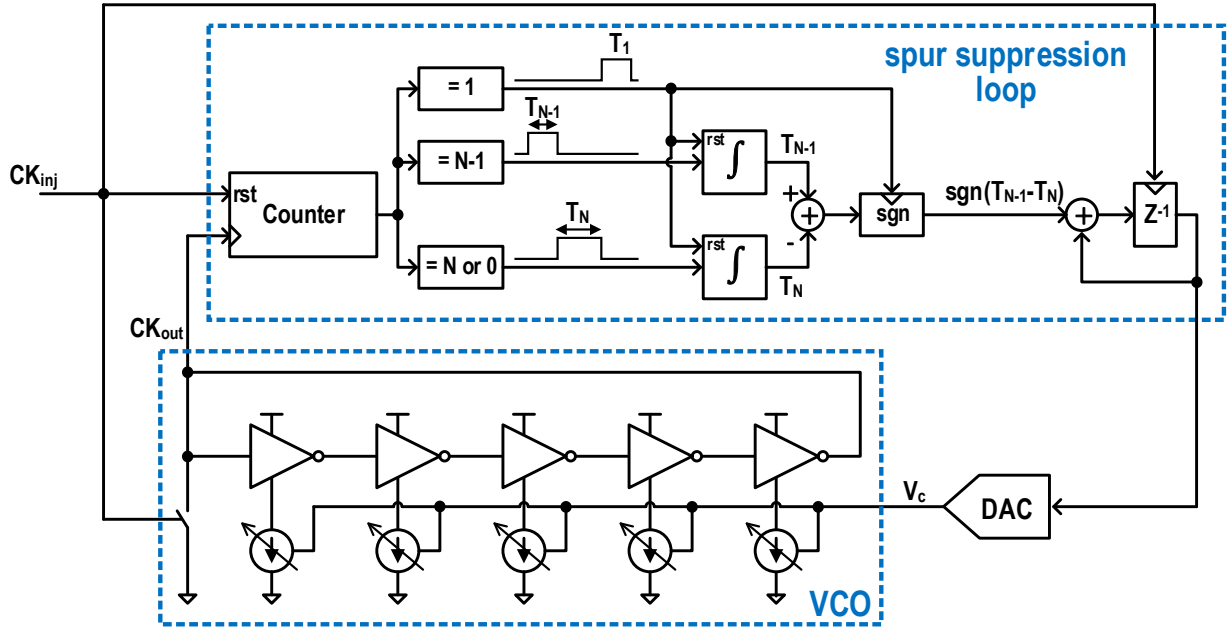 spur suppression
loop
T1
= 1
TN-1
= N-1
rst
∫
TN-1
CKinj
rst
Counter
+
+
-
sgn
sgn(TN-1-TN)
+
Z-1
TN
= N or 0
rst
∫
TN
CKout
Vc
DAC
VCO